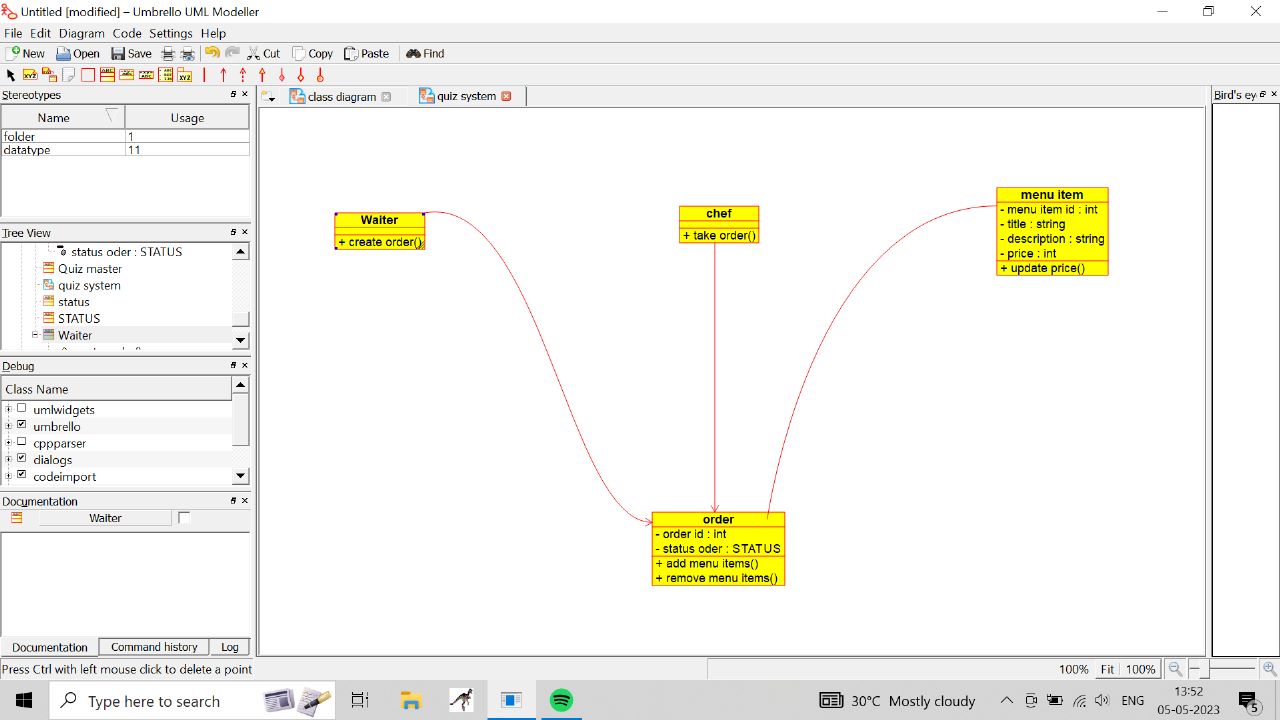 Untitled [modified] – Umbrello UML Modeller
File Edit Diagram Code Settings Help
New Open Save Cut Copy Paste Find
Stereotypes
Name Usage
folder 1
datatype 11
Tree View
status oder : STATUS
Quiz master
quiz system
status
STATUS
Waiter
Debug
Class Name
umlwidgets
umbrello
cppparser
dialogs
codeimport
Documentation
Waiter
Documentation Command history Log
class diagram quiz system
Bird's ey
Waiter
+ create order()
chef
+ take order()
menu item
- menu item id : int
- title : string
- description : string
- price : int
+ update price()
order
- order id : int
- status oder : STATUS
+ add menu items()
+ remove menu items()
Press Ctrl with left mouse click to delete a point
100% Fit 100%
Type here to search
30°C Mostly cloudy
ENG
13:52
05-05-2023
5